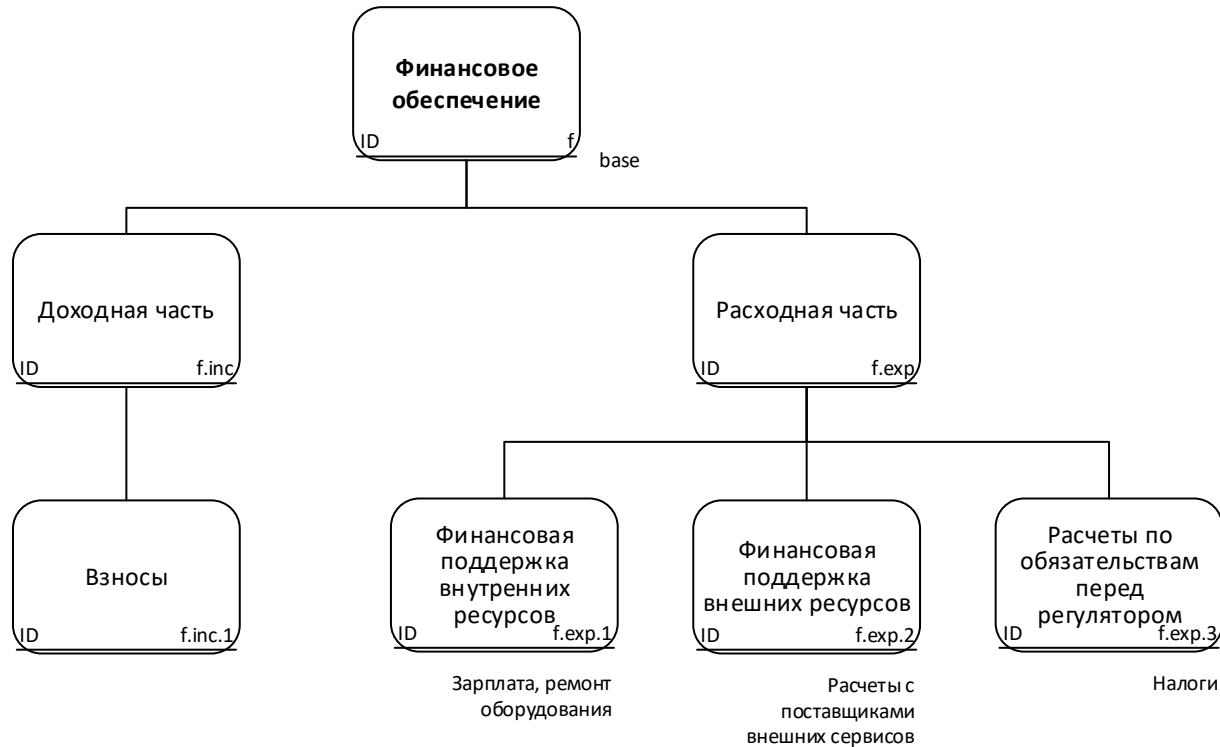 Финансовое
обеспечение
ID f
base
Доходная часть
ID f.inc
Расходная часть
ID f.exp
Взносы
ID f.inc.1
Финансовая
поддержка
внутренних
ресурсов
ID f.exp.1
Финансовая
поддержка
внешних ресурсов
ID f.exp.2
Расчеты по
обязательствам
перед
регулятором
ID f.exp.3
Зарплата, ремонт
оборудования
Расчеты с
поставщиками
внешних сервисов
Налоги